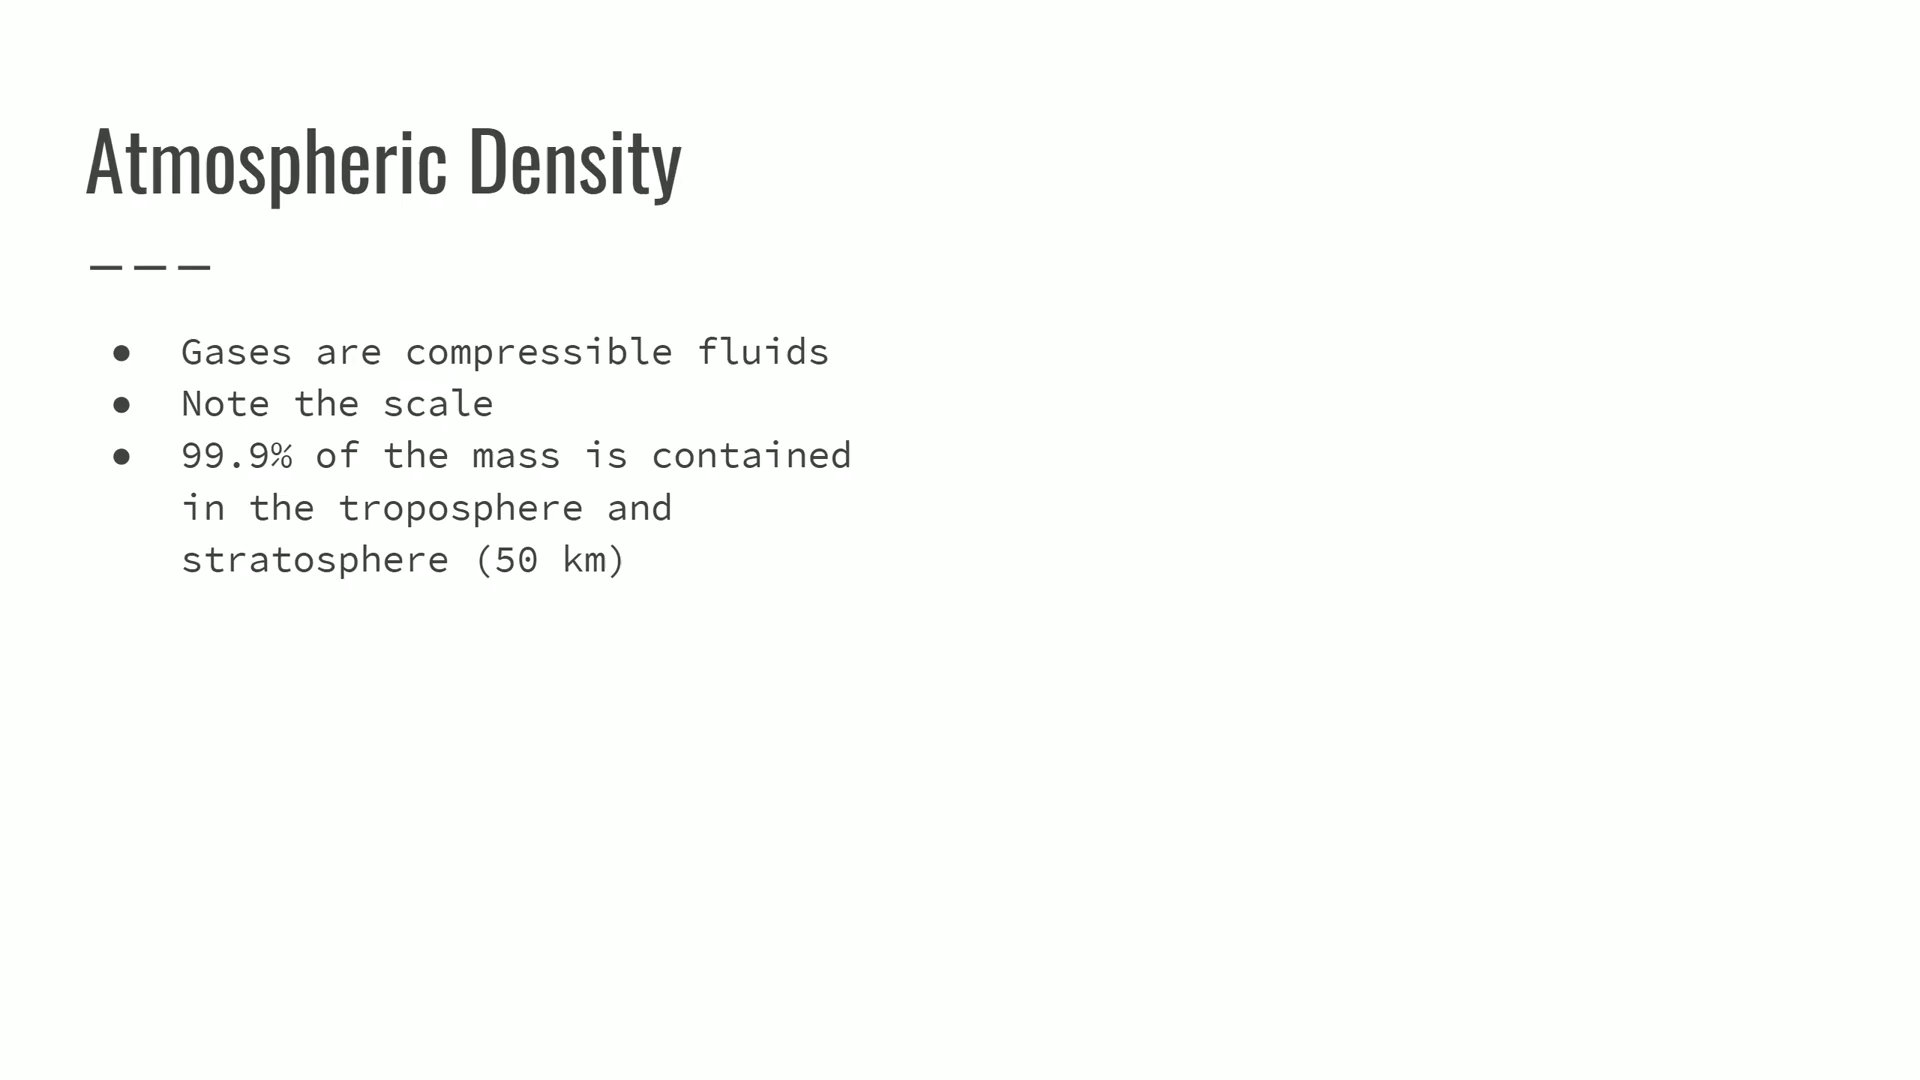 Atmospheric Density
● Gases are compressible fluids
● Note the scale
● 99.9% of the mass is contained
in the troposphere and
stratosphere (50 km)